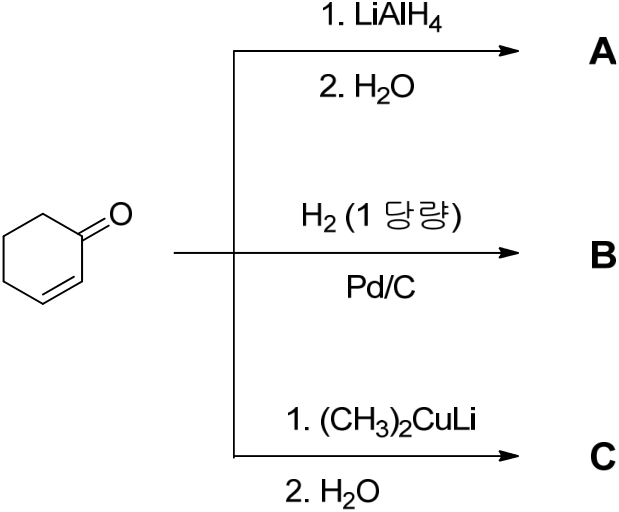 1. LiAlH₄
2. H₂O
A
O
H₂ (1 당량)
Pd/C
B
1. (CH₃)₂CuLi
2. H₂O
C